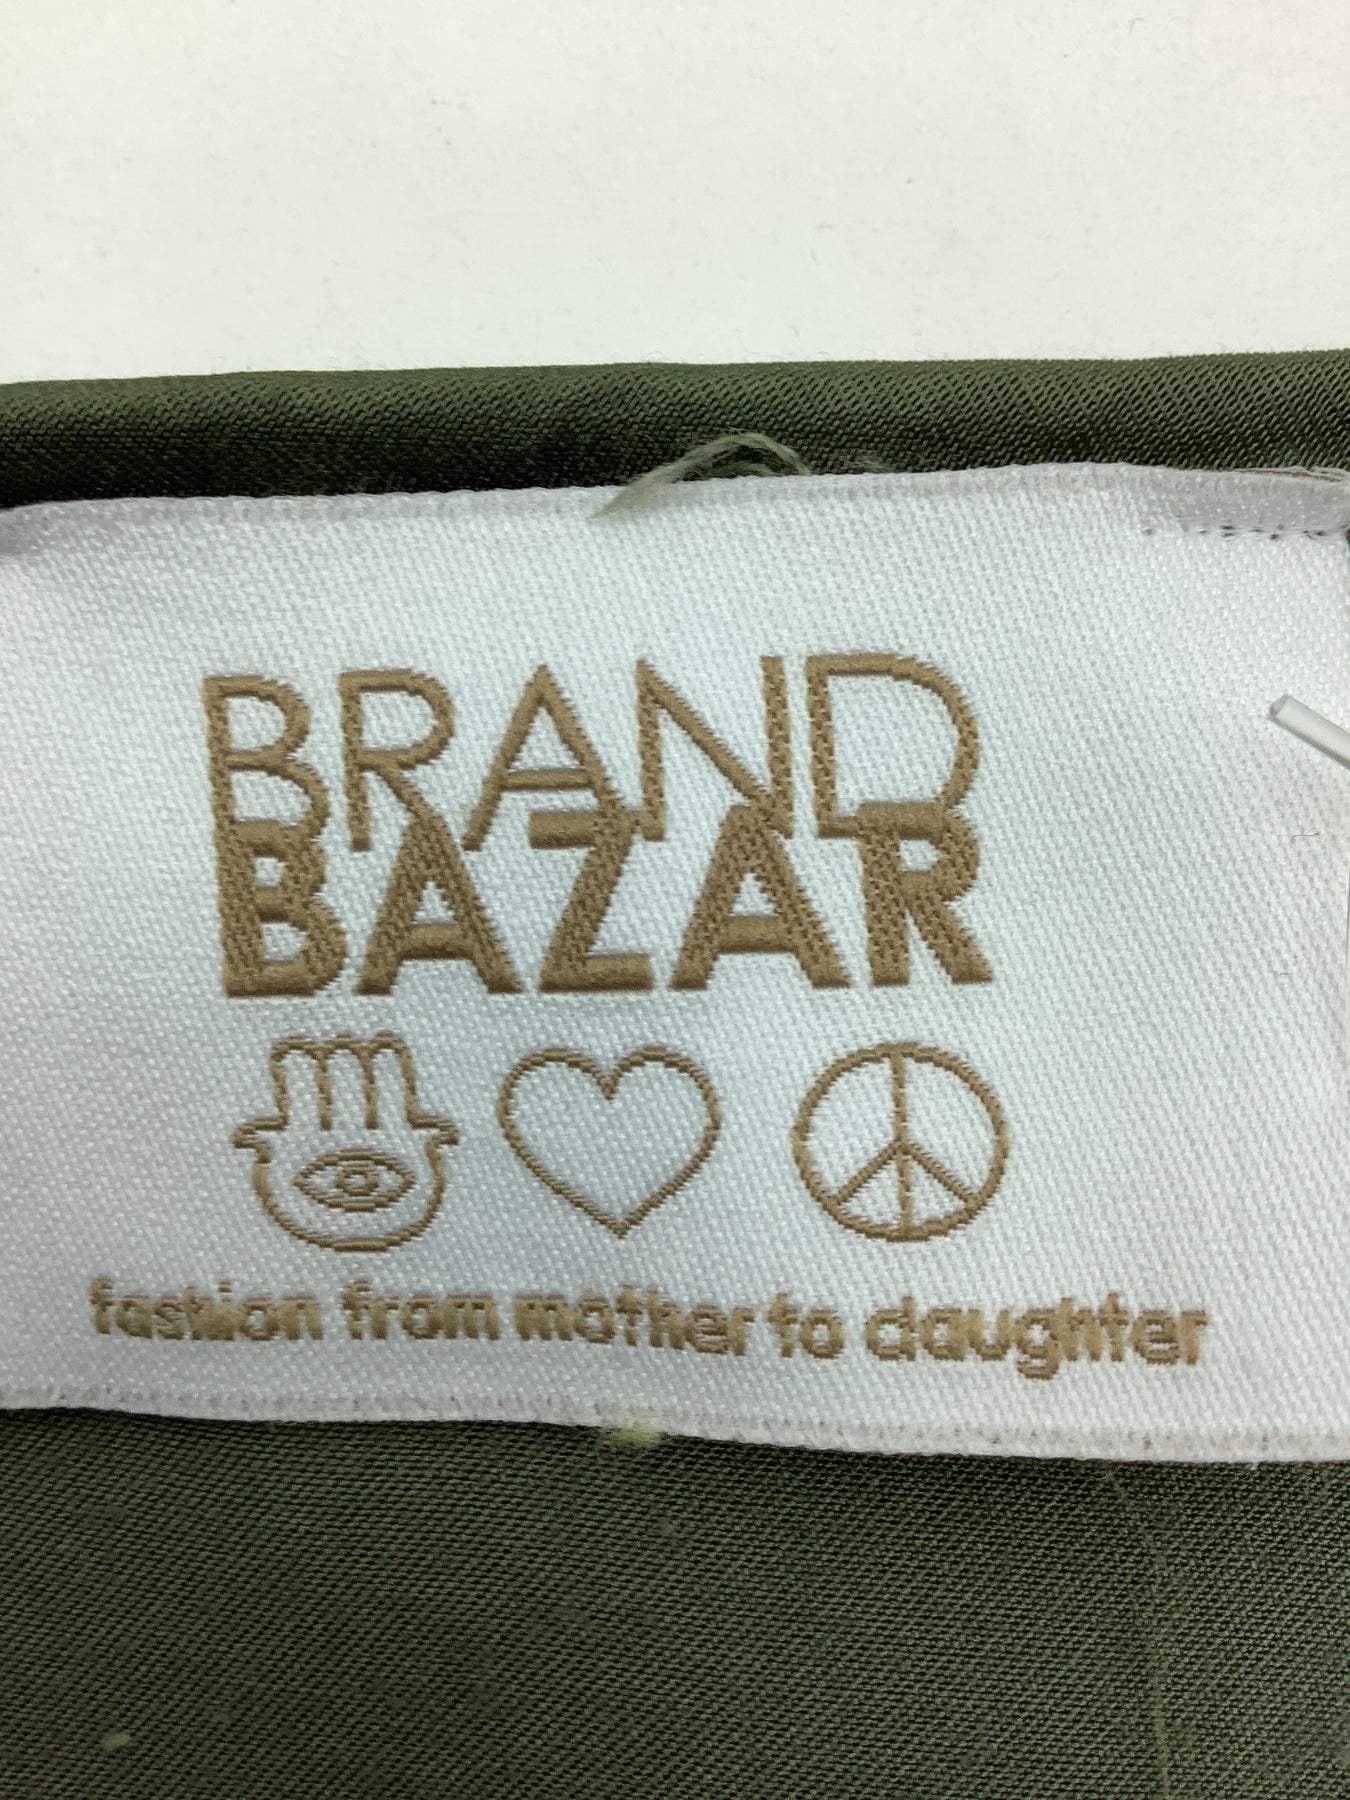 BRAND
BAZAR
fashion from mother to daughter